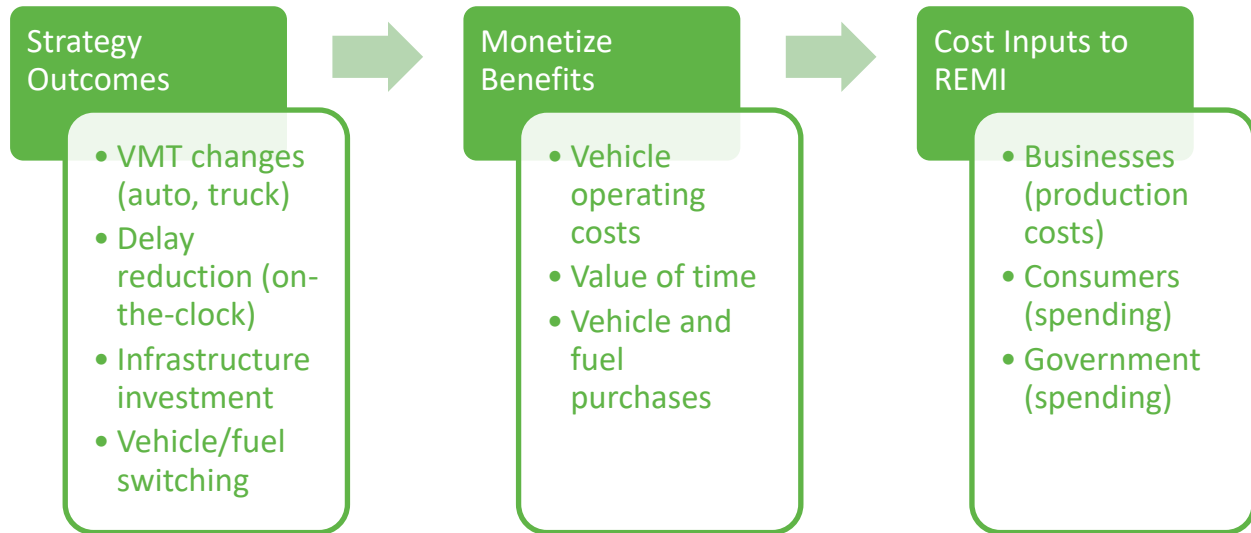 Strategy
Outcomes
• VMT changes
(auto, truck)
• Delay
reduction (on-
the-clock)
• Infrastructure
investment
• Vehicle/fuel
switching
Monetize
Benefits
• Vehicle
operating
costs
• Value of time
• Vehicle and
fuel
purchases
Cost Inputs to
REMI
• Businesses
(production
costs)
• Consumers
(spending)
• Government
(spending)